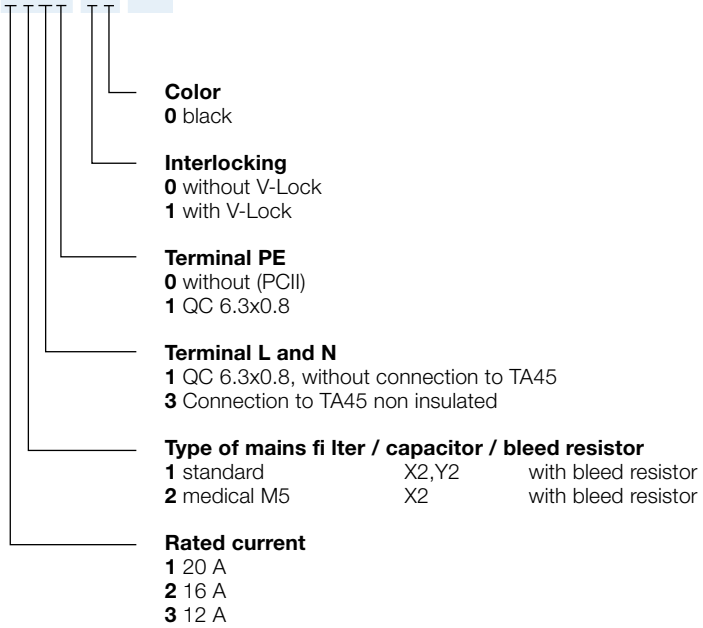 Color
0 black
Interlocking
0 without V-Lock
1 with V-Lock
Terminal PE
0 without (PCII)
1 QC 6.3x0.8
Terminal L and N
1 QC 6.3x0.8, without connection to TA45
3 Connection to TA45 non insulated
Type of mains fi lter / capacitor / bleed resistor
1 standard X2,Y2 with bleed resistor
2 medical M5 X2 with bleed resistor
Rated current
1 20 A
2 16 A
3 12 A